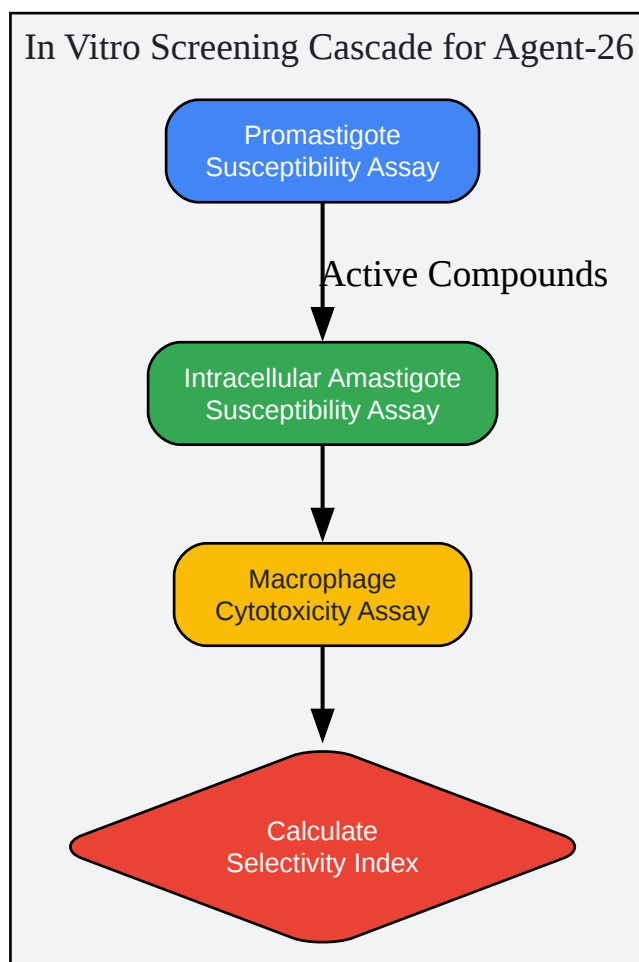 In Vitro Screening Cascade for Agent-26
Promastigote
Susceptibility Assay
Active Compounds
Intracellular Amastigote
Susceptibility Assay
Macrophage
Cytotoxicity Assay
Calculate
Selectivity Index